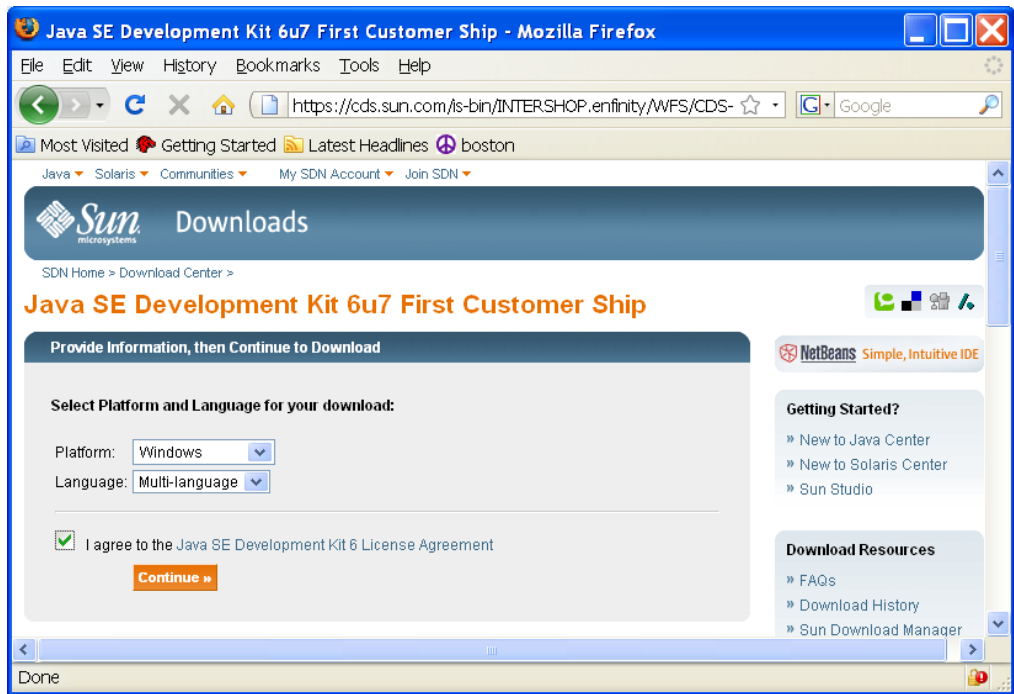 Java SE Development Kit 6u7 First Customer Ship - Mozilla Firefox
File Edit View History Bookmarks Tools Help
https://cds.sun.com/is-bin/INTERSHOP.enfinity/WFS/CDS-
G Google
Most Visited Getting Started Latest Headlines boston
Java Solaris Communities My SDN Account Join SDN
Sun microsystems Downloads
SDN Home > Download Center >
Java SE Development Kit 6u7 First Customer Ship
Provide Information, then Continue to Download
Select Platform and Language for your download:
Platform: Windows
Language: Multi-language
I agree to the Java SE Development Kit 6 License Agreement
Continue »
NetBeans Simple, Intuitive IDE
Getting Started?
» New to Java Center
» New to Solaris Center
» Sun Studio
Download Resources
» FAQs
» Download History
» Sun Download Manager
Done